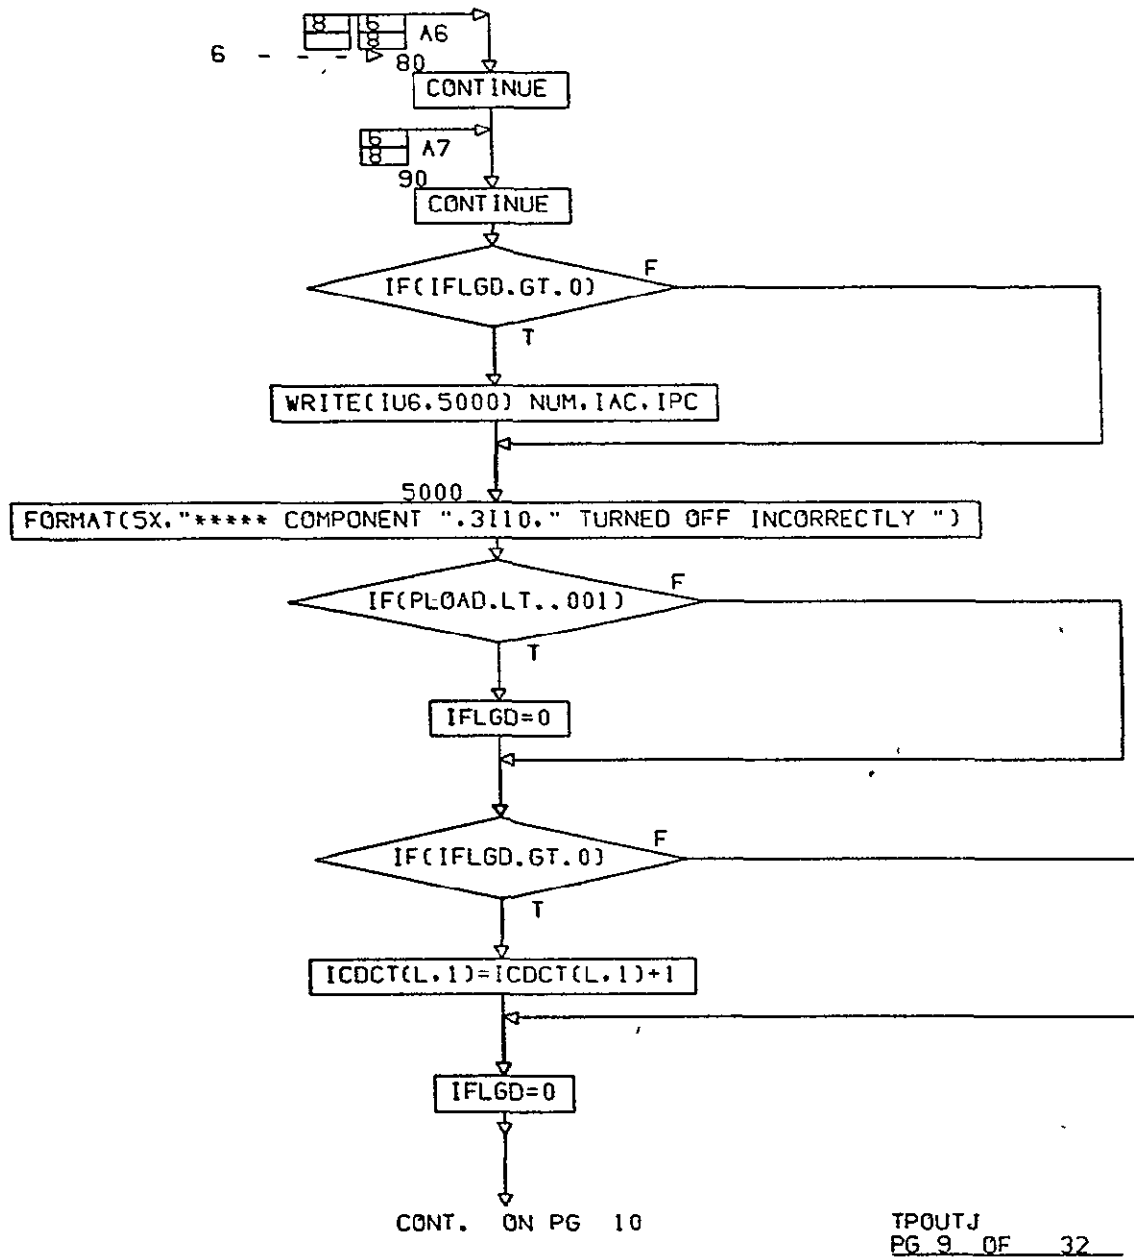 8 6 A6
8
6 - - - 80
CONTINUE
6 A7
8
90
CONTINUE
IF(IFLGD.GT.0) F
T
WRITE(IU6.5000) NUM.IAC.IPC
5000
FORMAT(5X."***** COMPONENT ".3I10." TURNED OFF INCORRECTLY ")
IF(PLOAD.LT..001) F
T
IFLGD=0
IF(IFLGD.GT.0) F
T
ICDCT(L.1)=ICDCT(L.1)+1
IFLGD=0
CONT. ON PG 10
TPOUTJ
PG 9 OF 32